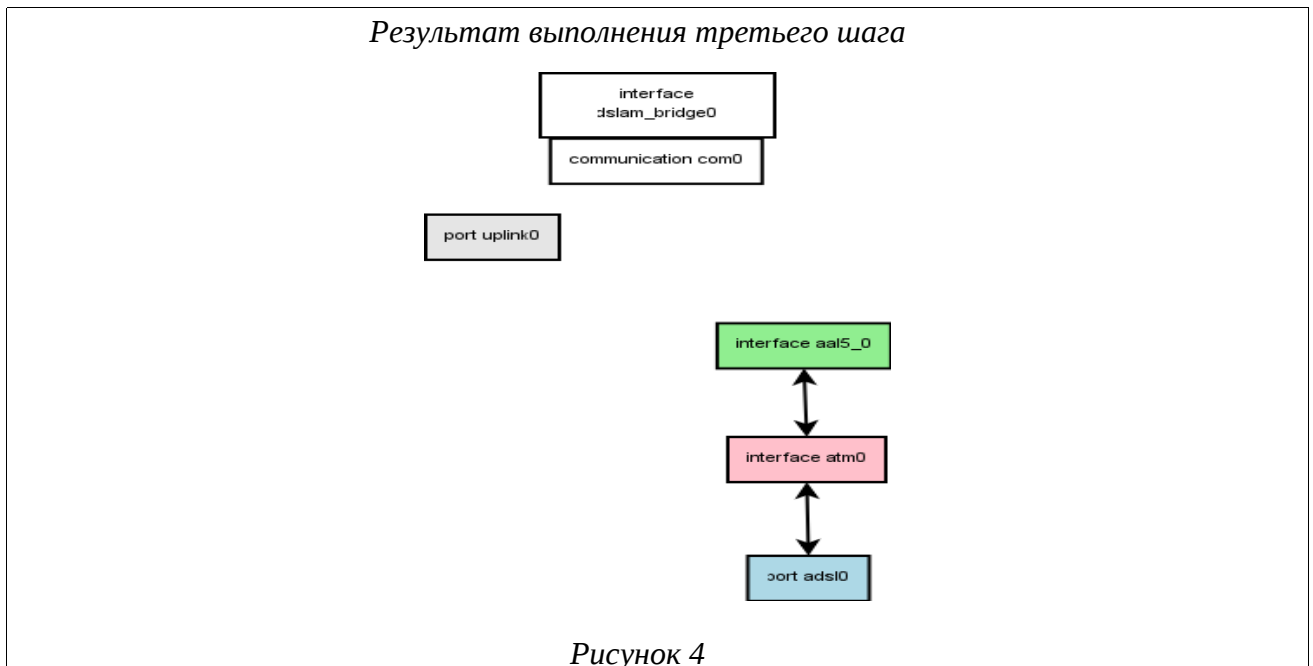 Результат выполнения третьего шага
interface
dslam_bridge0
communication com0
port uplink0
interface aal5_0
interface atm0
port adsl0
Рисунок 4